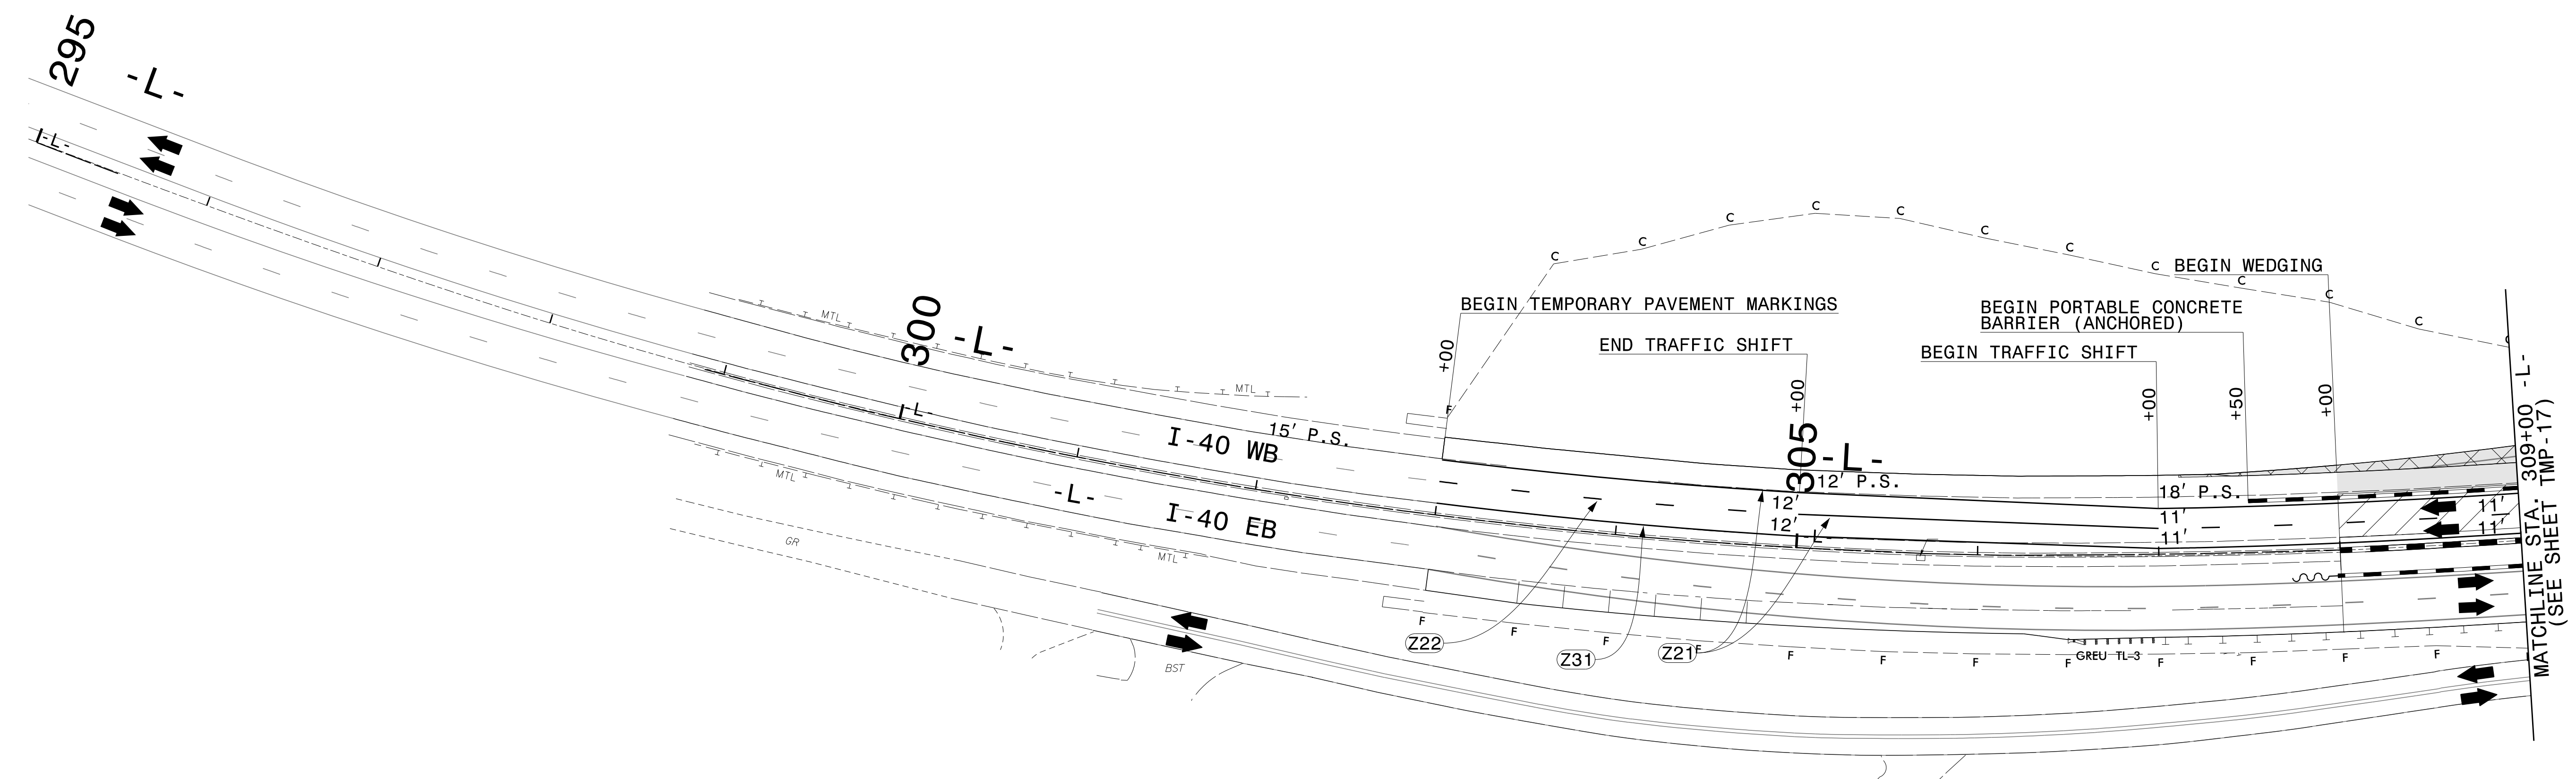 295
-L-
-L-
300
-L-
-L-
MTL
MTL
BEGIN TEMPORARY PAVEMENT MARKINGS
+00
END TRAFFIC SHIFT
+00
BEGIN PORTABLE CONCRETE
BARRIER (ANCHORED)
BEGIN TRAFFIC SHIFT
+00
+50
BEGIN WEDGING
+00
C
C
C
C
C
C
C
C
C
C
C
305
-L-
-L-
15' P.S.
I-40 WB
-L-
I-40 EB
12' P.S.
12'
12'
18' P.S.
11'
11'
11'
11'
MTL
MTL
GR
BST
Z22
Z31
Z21
F
F
F
F
F
F
F
F
F
F
F
F
F
GREU TL-3
MATCHLINE STA. 309+00 -L-
(SEE SHEET TMP-17)